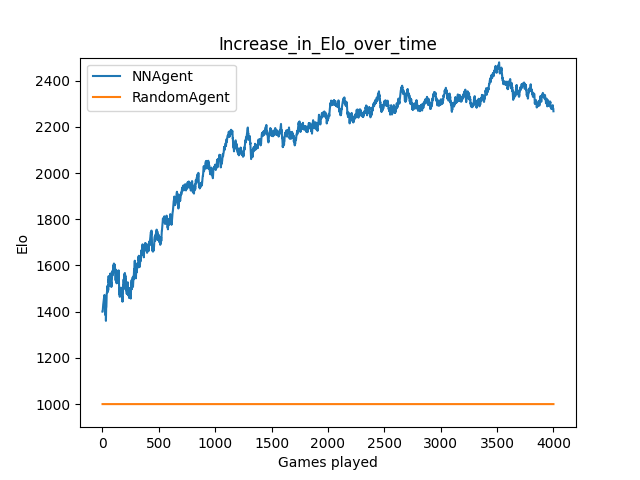 Increase_in_Elo_over_time
NNAgent
RandomAgent
2400
2200
2000
1800
1600
1400
1200
1000
Elo
0 500 1000 1500 2000 2500 3000 3500 4000
Games played